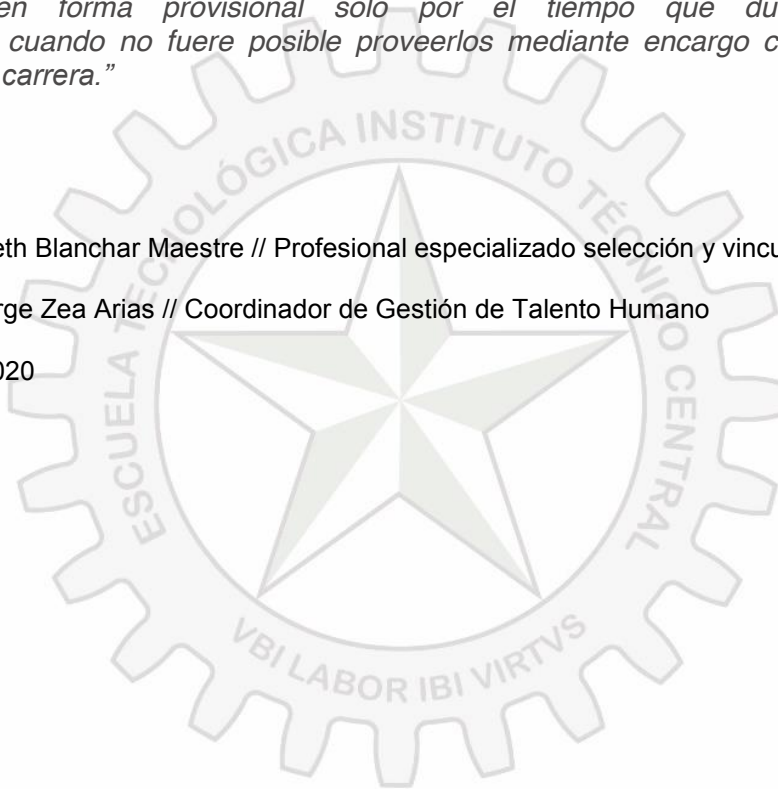 en forma provisional solo por el tiempo que du
cuando no fuere posible proveerlos mediante encargo c
carrera.”
eth Blanchar Maestre // Profesional especializado selección y vincu
rge Zea Arias // Coordinador de Gestión de Talento Humano
020
ESCUELA TECNOLÓGICA INSTITUTO TÉCNICO CENTRAL
VBI LABOR IBI VIRTVS